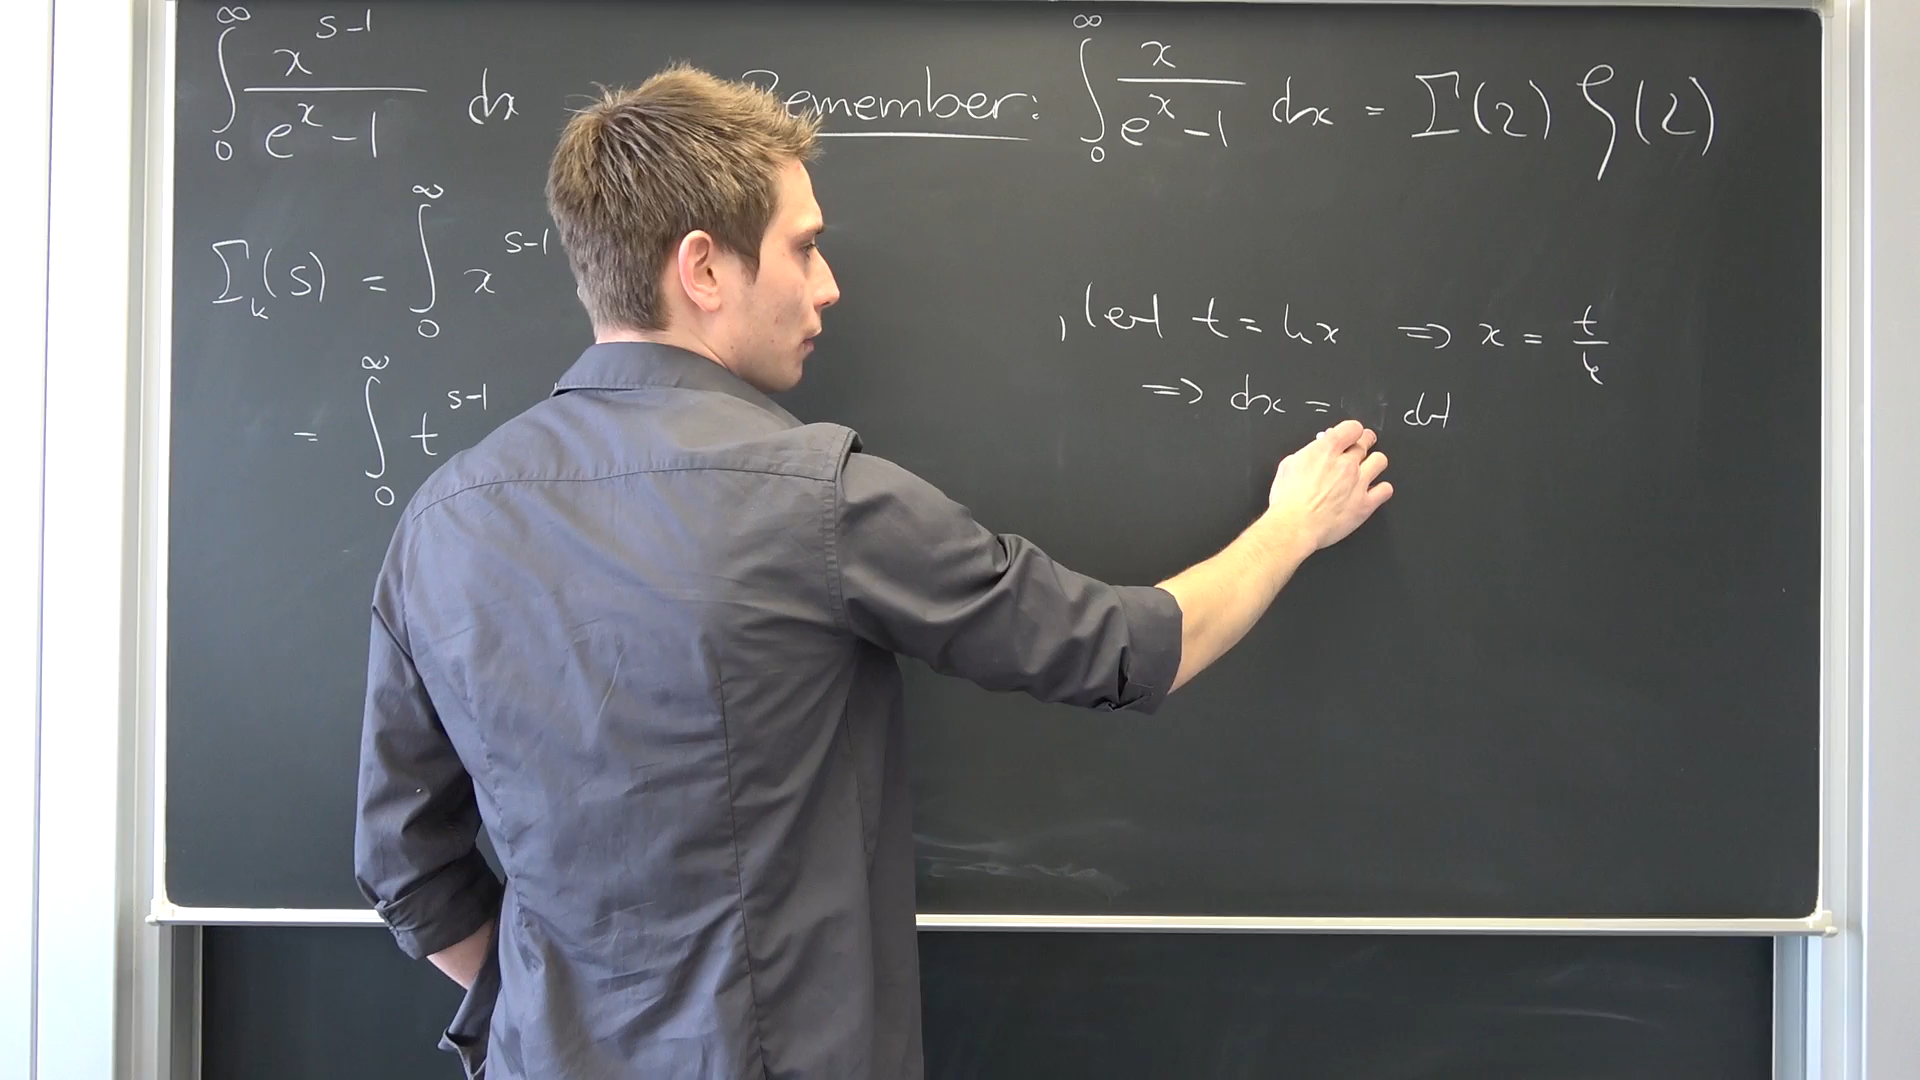 ∫₀^∞ x^(s-1)/(e^x - 1) dx Remember: ∫₀^∞ x/(e^x - 1) dx = Γ(2) ζ(2)
Γ_k(s) = ∫₀^∞ x^(s-1)
, let t = kx ⇒ x = t/k
⇒ dx = dt
= ∫₀^∞ t^(s-1)